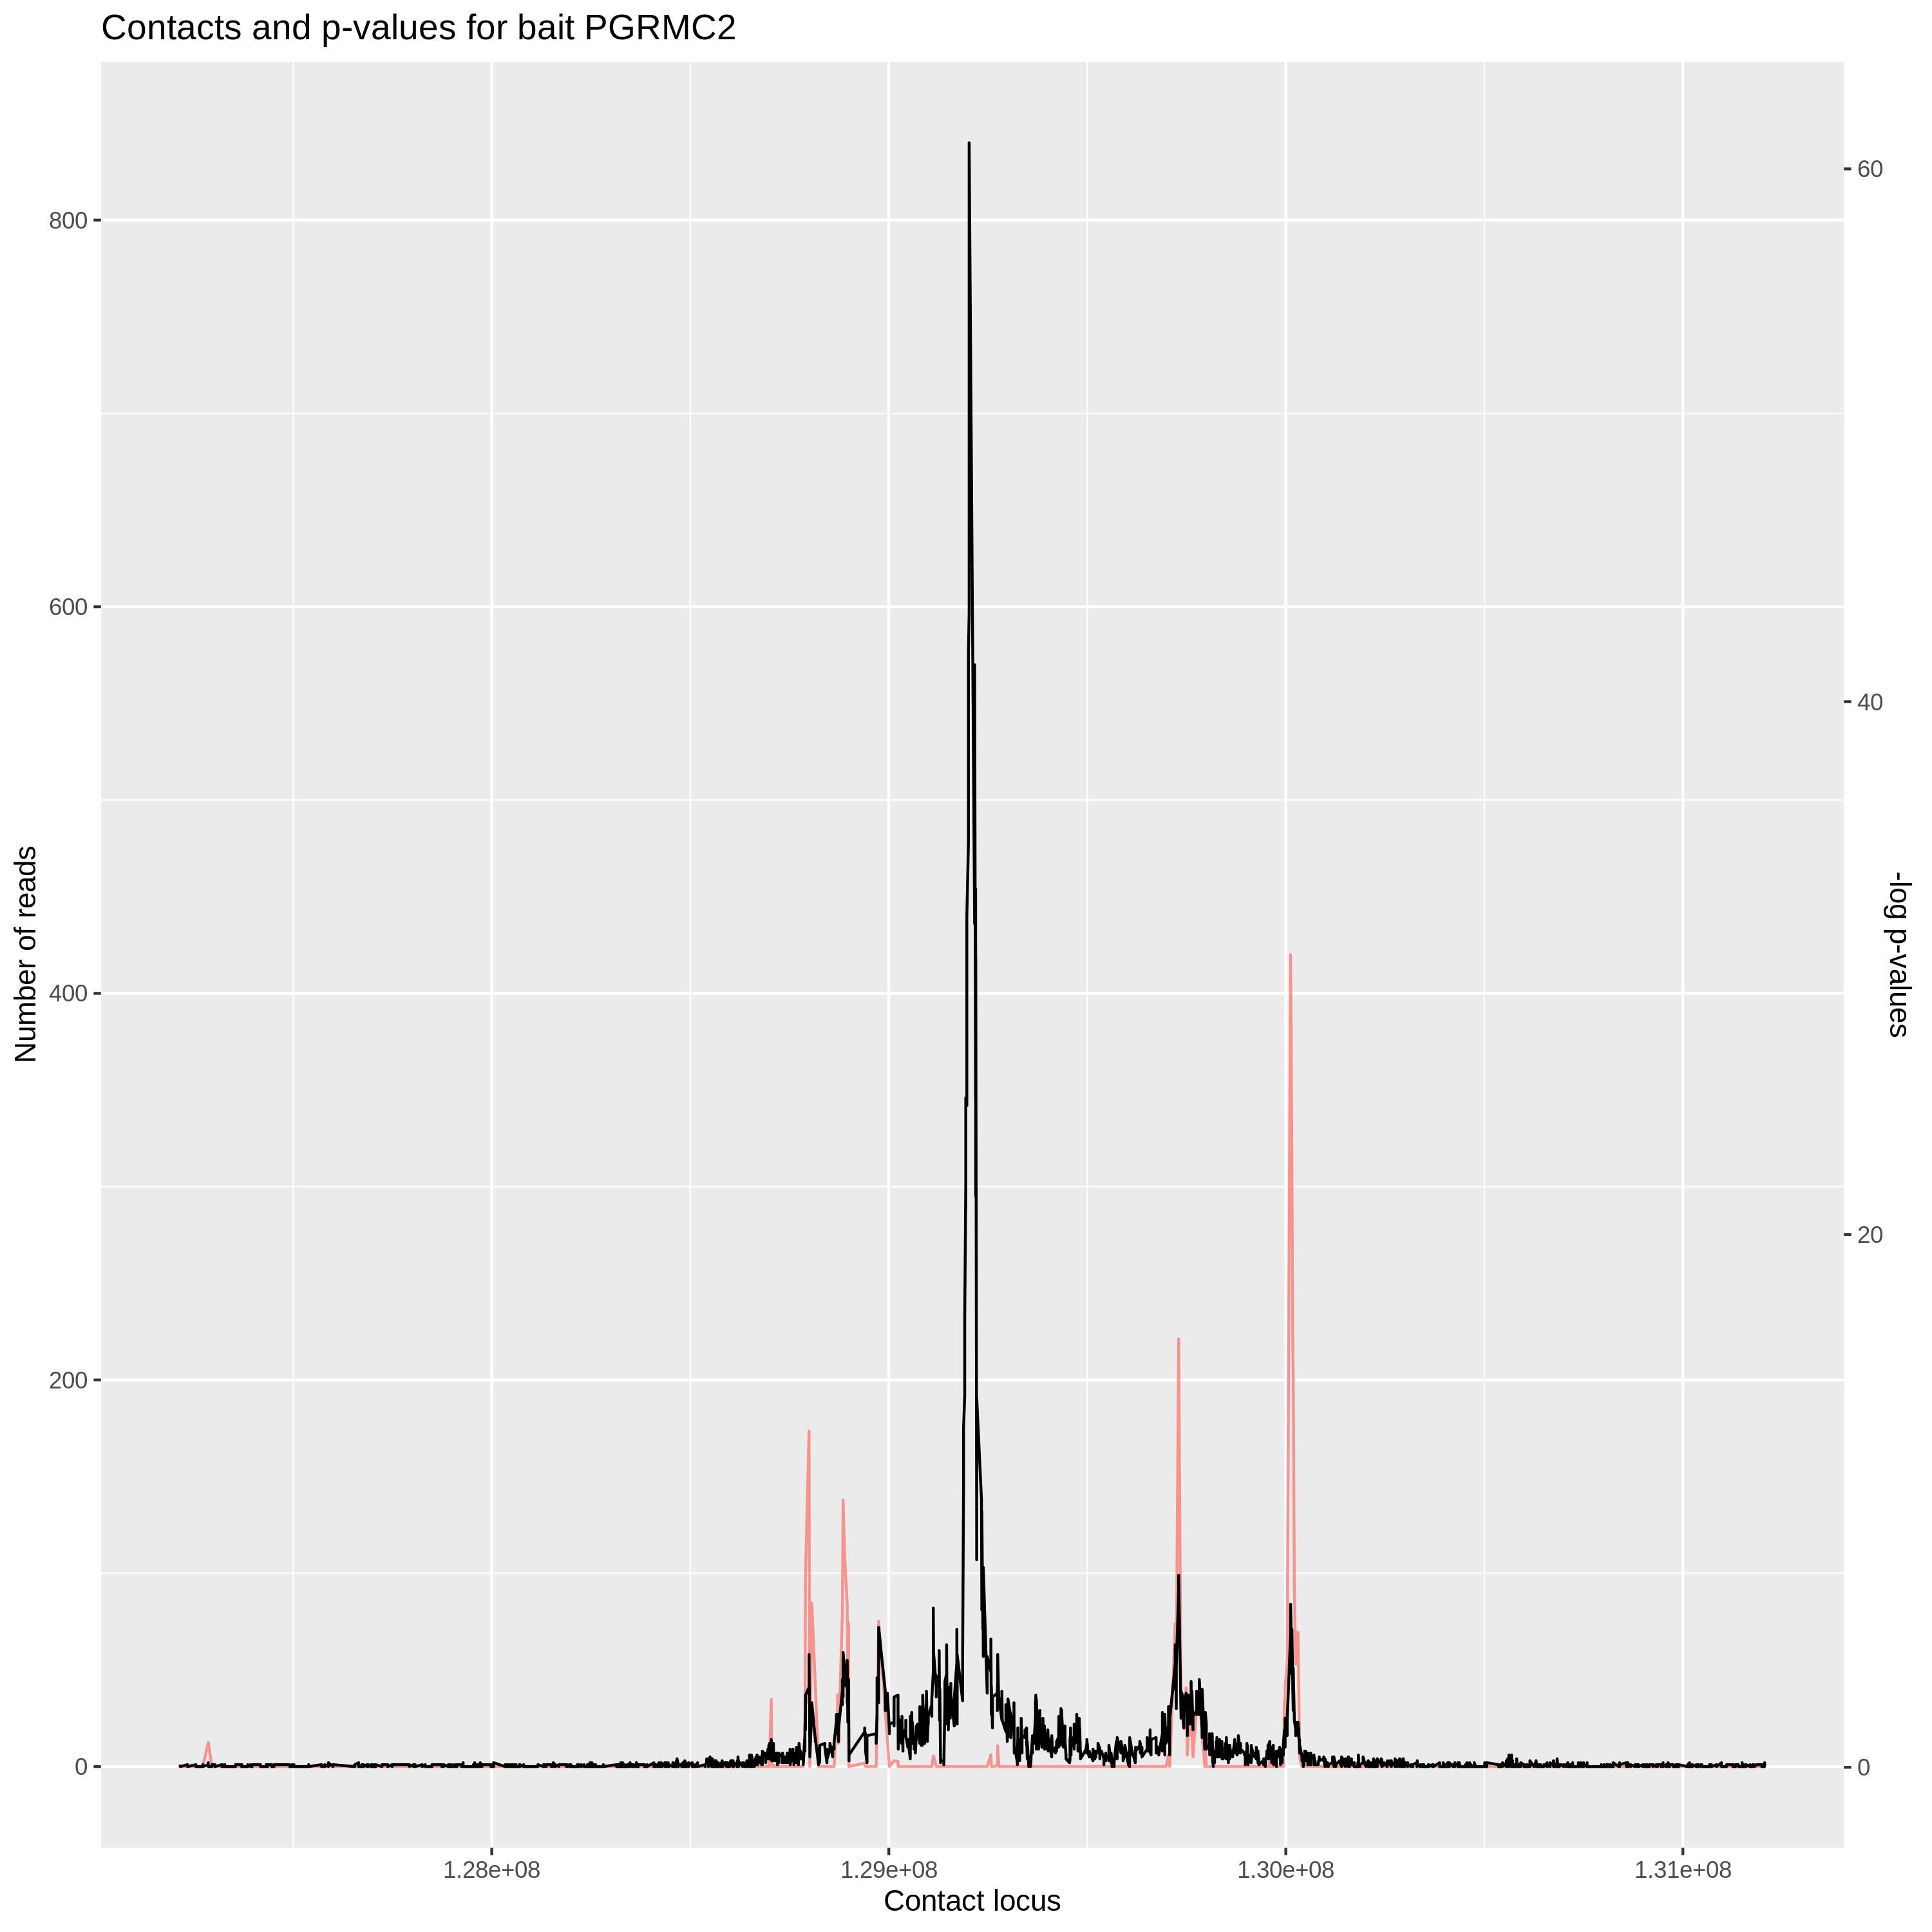 Contacts and p-values for bait PGRMC2
800
600
400
200
0
Number of reads
60
40
20
0
-log p-values
1.28e+08
1.29e+08
1.30e+08
1.31e+08
Contact locus